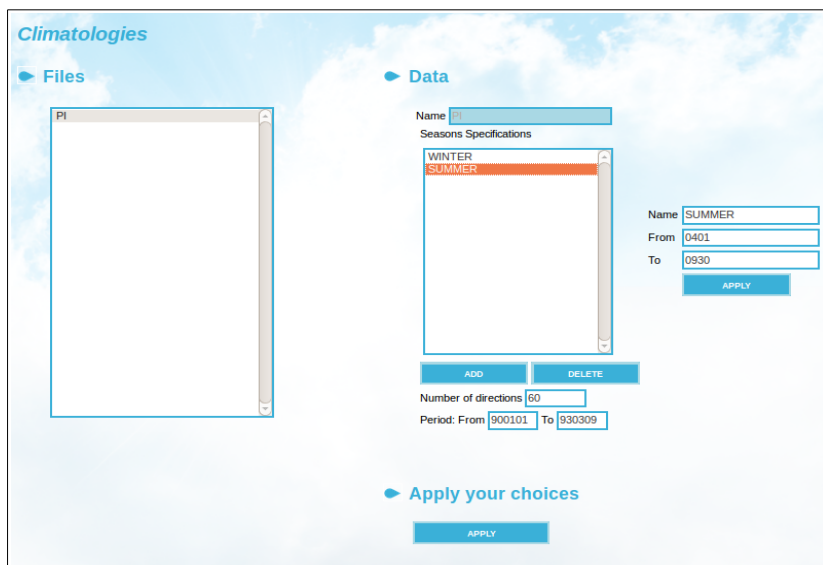 Climatologies
Files
PI
Data
Name PI
Seasons Specifications
WINTER
SUMMER
Name SUMMER
From 0401
To 0930
APPLY
ADD DELETE
Number of directions 60
Period: From 900101 To 930309
Apply your choices
APPLY